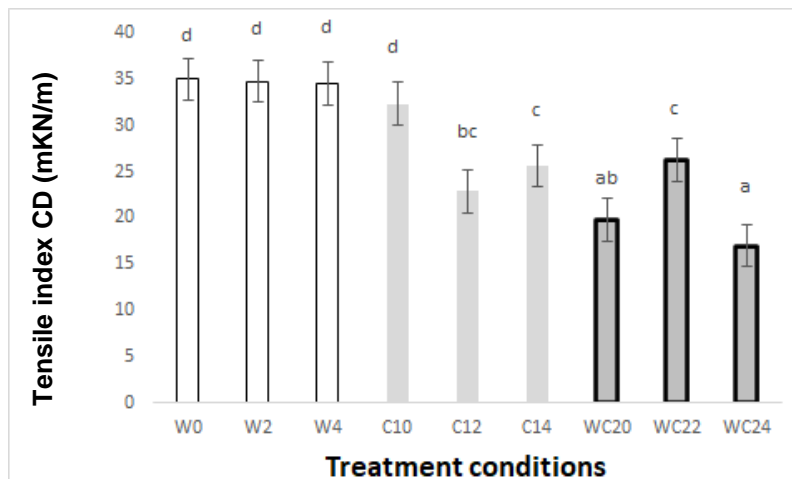 40
35
30
25
20
15
10
5
0
Tensile index CD (mKN/m)
d
d
d
d
bc
c
ab
c
a
W0 W2 W4 C10 C12 C14 WC20 WC22 WC24
Treatment conditions